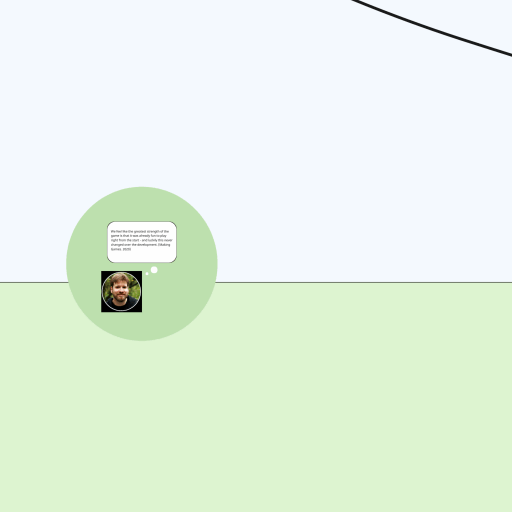 We feel like the greatest strength of the
game is that it was already fun to play
right from the start - and luckily this never
changed over the development. (Making
Games, 2020)